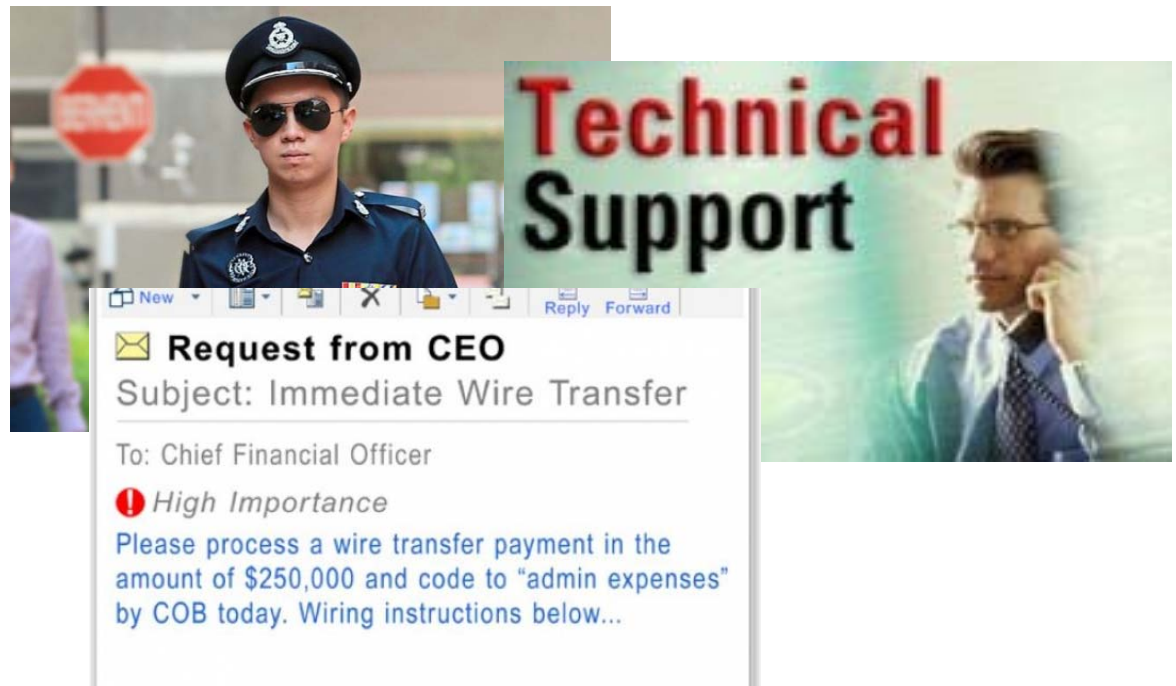 BERHENTI
Technical
Support
New
Reply Forward
Request from CEO
Subject: Immediate Wire Transfer
To: Chief Financial Officer
High Importance
Please process a wire transfer payment in the
amount of $250,000 and code to “admin expenses”
by COB today. Wiring instructions below...